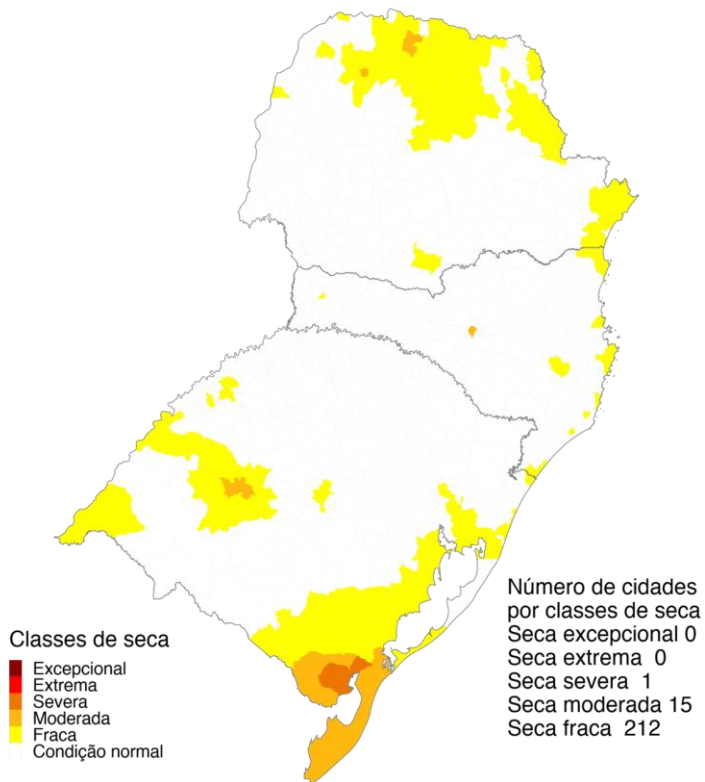 Classes de seca
Excepcional
Extrema
Severa
Moderada
Fraca
Condição normal
Número de cidades
por classes de seca
Seca excepcional 0
Seca extrema 0
Seca severa 1
Seca moderada 15
Seca fraca 212